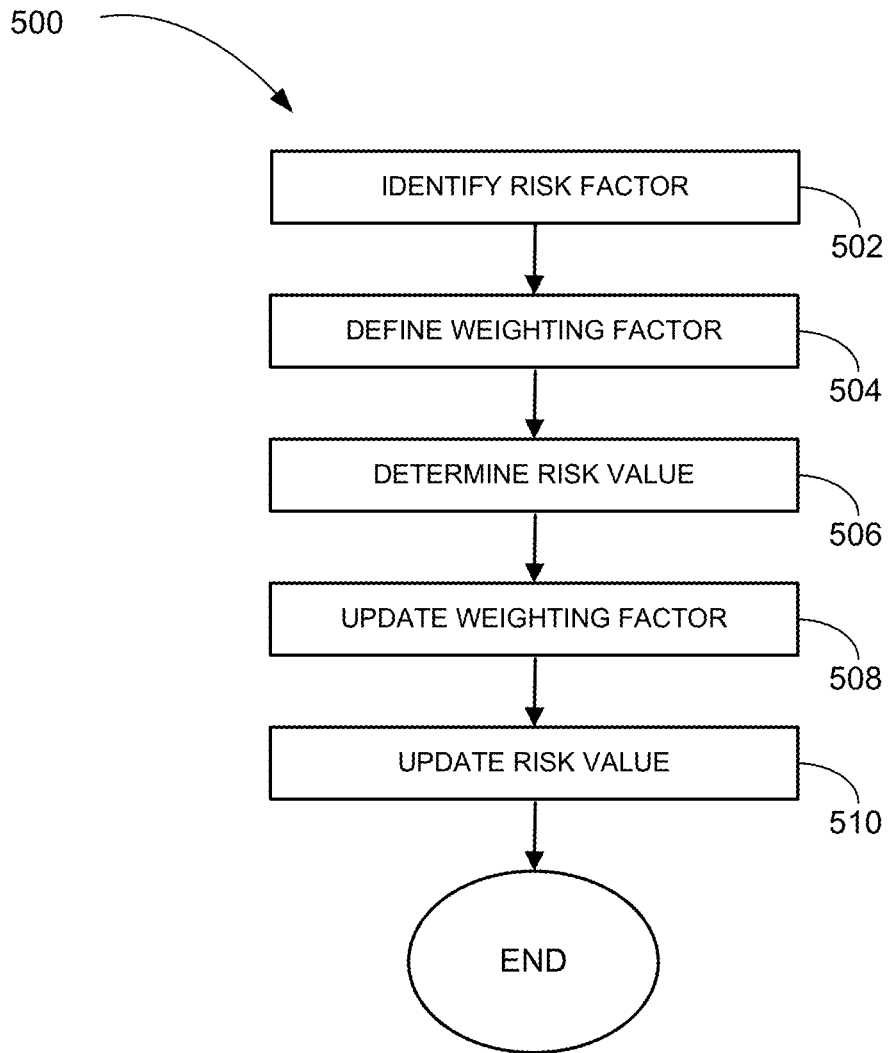 500
IDENTIFY RISK FACTOR
502
DEFINE WEIGHTING FACTOR
504
DETERMINE RISK VALUE
506
UPDATE WEIGHTING FACTOR
508
UPDATE RISK VALUE
510
END